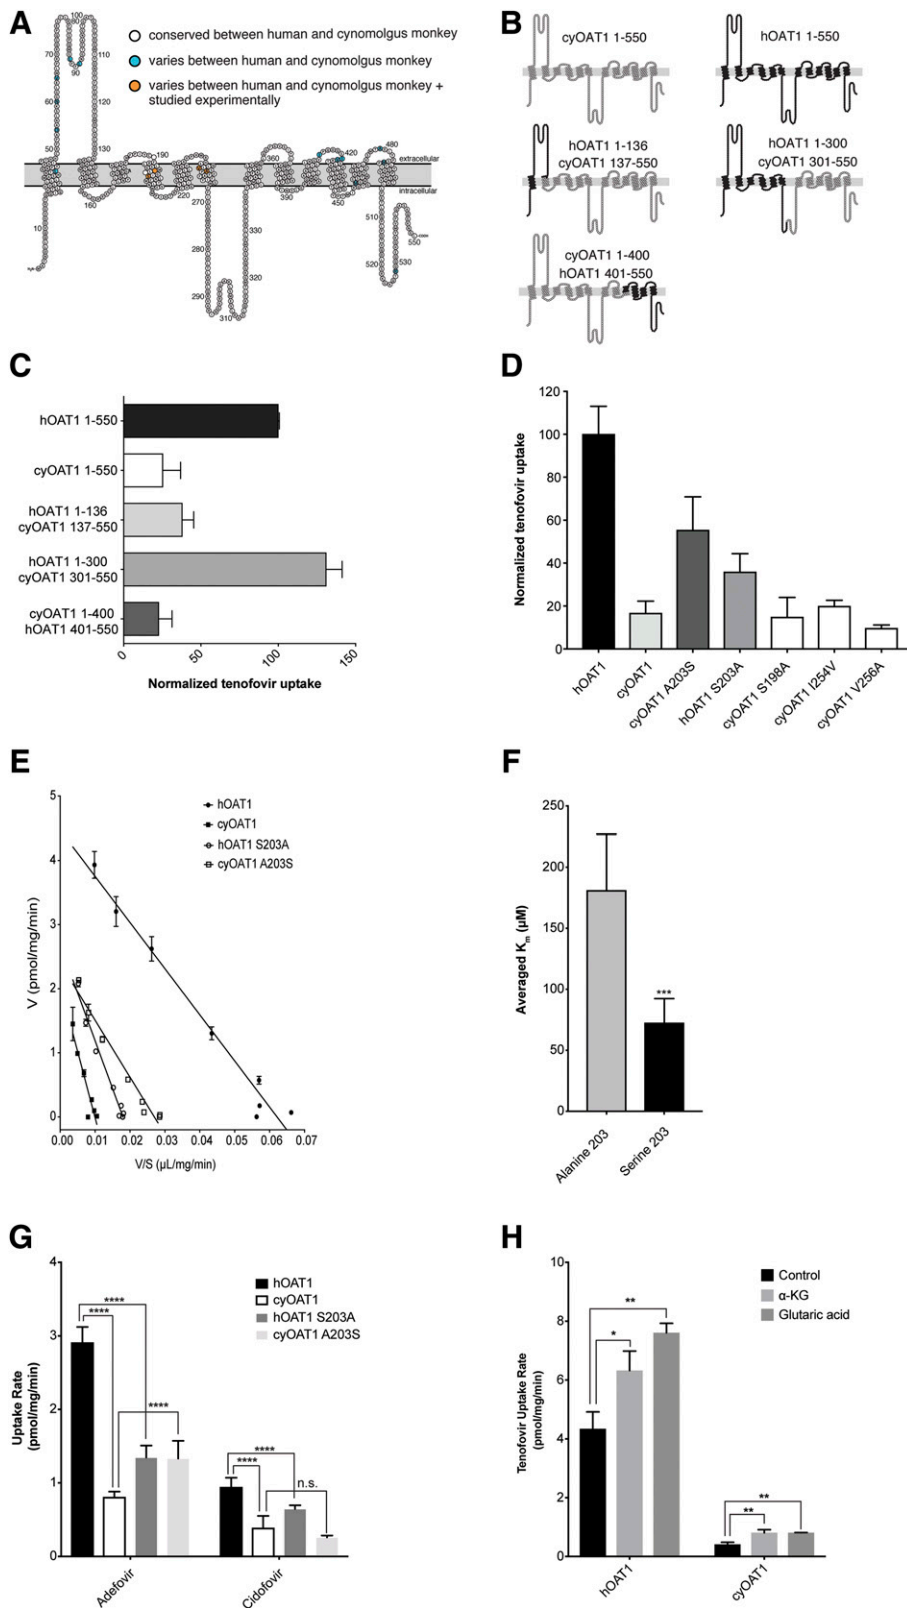 A
conserved between human and cynomolgus monkey
varies between human and cynomolgus monkey
varies between human and cynomolgus monkey +
studied experimentally
100
80
70
90
110
60
120
50
130
190
160
220
360
420
480
390
450
extracellular
intracellular
10
270
280
290
310
320
330
510
520
530
550
B
cyOAT1 1-550
hOAT1 1-550
hOAT1 1-136
cyOAT1 137-550
hOAT1 1-300
cyOAT1 301-550
cyOAT1 1-400
hOAT1 401-550
C
hOAT1 1-550
cyOAT1 1-550
hOAT1 1-136
cyOAT1 137-550
hOAT1 1-300
cyOAT1 301-550
cyOAT1 1-400
hOAT1 401-550
0
50
100
150
Normalized tenofovir uptake
D
Normalized tenofovir uptake
120
100
80
60
40
20
0
hOAT1
cyOAT1
cyOAT1 A203S
hOAT1 S203A
cyOAT1 S198A
cyOAT1 I254V
cyOAT1 V256A
E
V (pmol/mg/min)
5
4
3
2
1
0
hOAT1
cyOAT1
hOAT1 S203A
cyOAT1 A203S
0.00 0.01 0.02 0.03 0.04 0.05 0.06 0.07
V/S (µL/mg/min)
F
Averaged Km (µM)
250
200
150
100
50
0
***
Alanine 203
Serine 203
G
Uptake Rate
(pmol/mg/min)
4
3
2
1
0
hOAT1
cyOAT1
hOAT1 S203A
cyOAT1 A203S
****
****
****
****
****
n.s.
Adefovir
Cidofovir
H
Tenofovir Uptake Rate
(pmol/mg/min)
10
8
6
4
2
0
Control
α-KG
Glutaric acid
**
*
**
**
hOAT1
cyOAT1